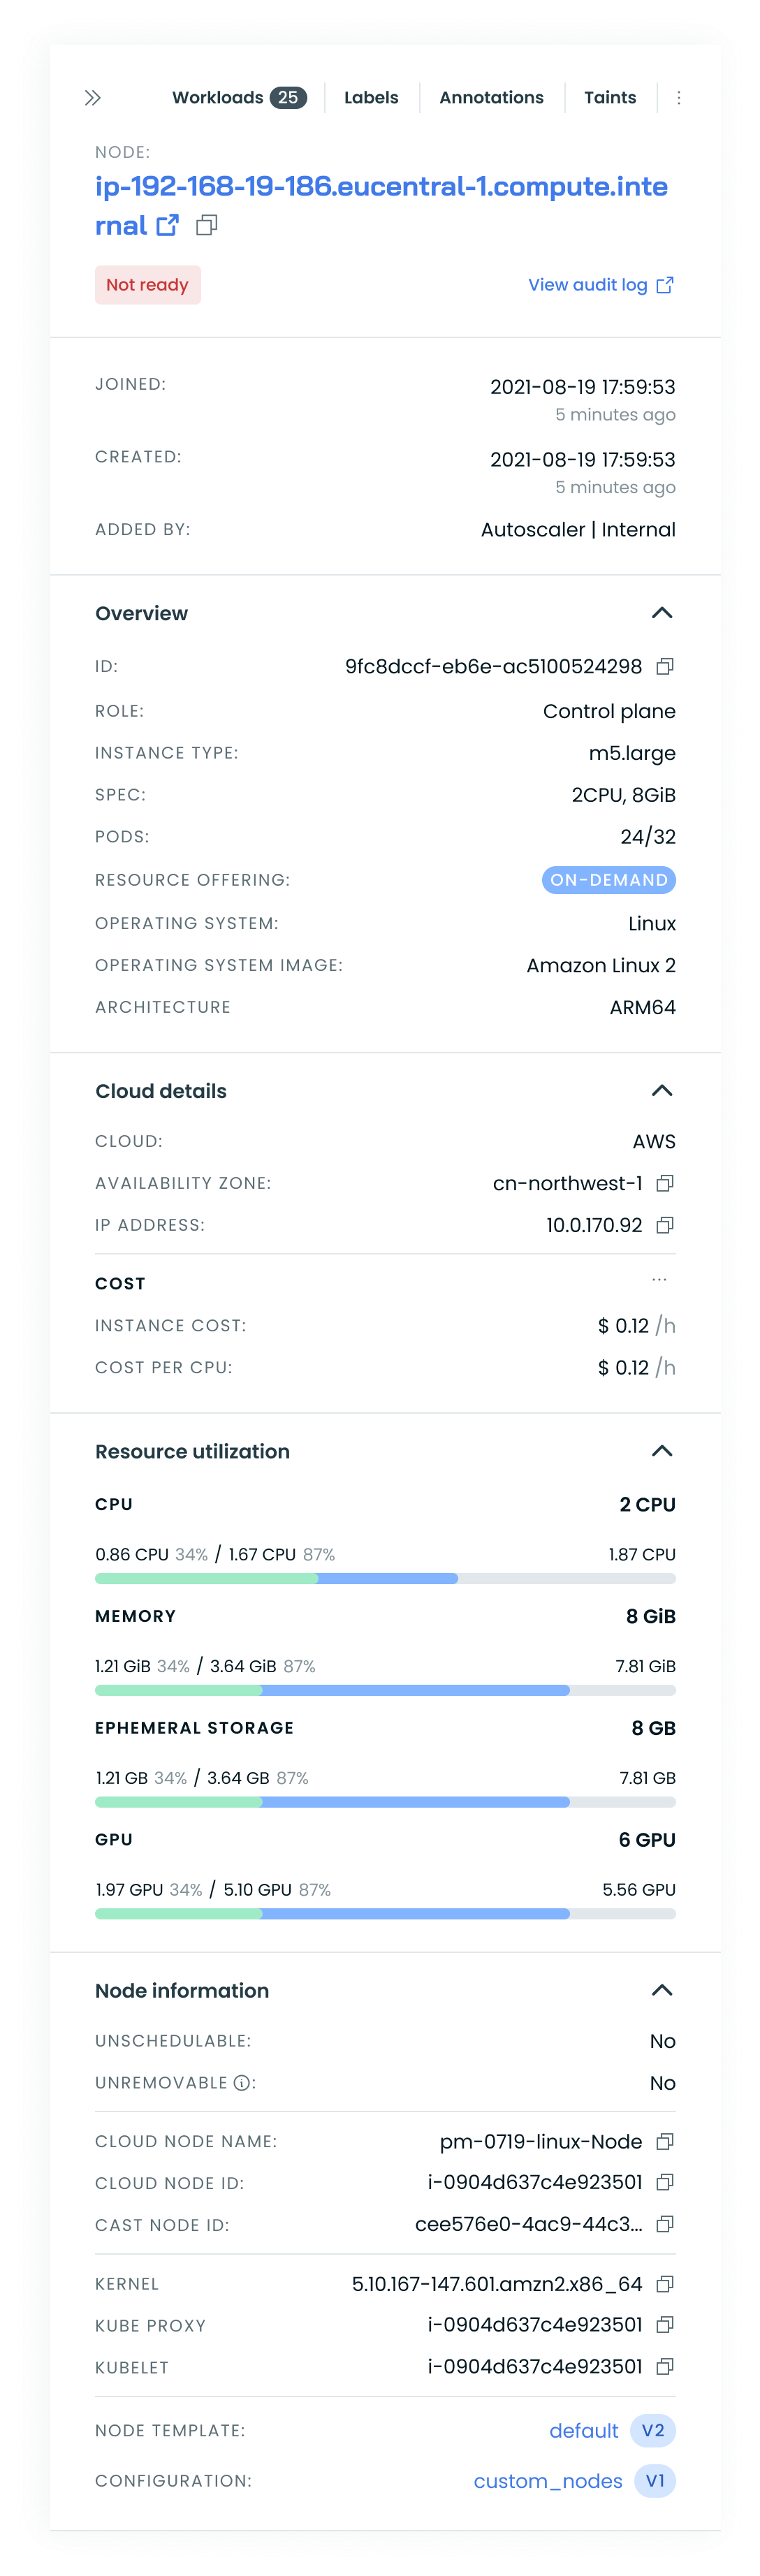 Workloads 25 Labels Annotations Taints
NODE:
ip-192-168-19-186.eucentral-1.compute.inte
rnal
Not ready View audit log
JOINED: 2021-08-19 17:59:53
5 minutes ago
CREATED: 2021-08-19 17:59:53
5 minutes ago
ADDED BY: Autoscaler | Internal
Overview
ID: 9fc8dccf-eb6e-ac5100524298
ROLE: Control plane
INSTANCE TYPE: m5.large
SPEC: 2CPU, 8GiB
PODS: 24/32
RESOURCE OFFERING: ON-DEMAND
OPERATING SYSTEM: Linux
OPERATING SYSTEM IMAGE: Amazon Linux 2
ARCHITECTURE ARM64
Cloud details
CLOUD: AWS
AVAILABILITY ZONE: cn-northwest-1
IP ADDRESS: 10.0.170.92
COST ...
INSTANCE COST: $ 0.12 /h
COST PER CPU: $ 0.12 /h
Resource utilization
CPU 2 CPU
0.86 CPU 34% / 1.67 CPU 87% 1.87 CPU
MEMORY 8 GiB
1.21 GiB 34% / 3.64 GiB 87% 7.81 GiB
EPHEMERAL STORAGE 8 GB
1.21 GB 34% / 3.64 GB 87% 7.81 GB
GPU 6 GPU
1.97 GPU 34% / 5.10 GPU 87% 5.56 GPU
Node information
UNSCHEDULABLE: No
UNREMOVABLE : No
CLOUD NODE NAME: pm-0719-linux-Node
CLOUD NODE ID: i-0904d637c4e923501
CAST NODE ID: cee576e0-4ac9-44c3...
KERNEL 5.10.167-147.601.amzn2.x86_64
KUBE PROXY i-0904d637c4e923501
KUBELET i-0904d637c4e923501
NODE TEMPLATE: default V2
CONFIGURATION: custom_nodes V1